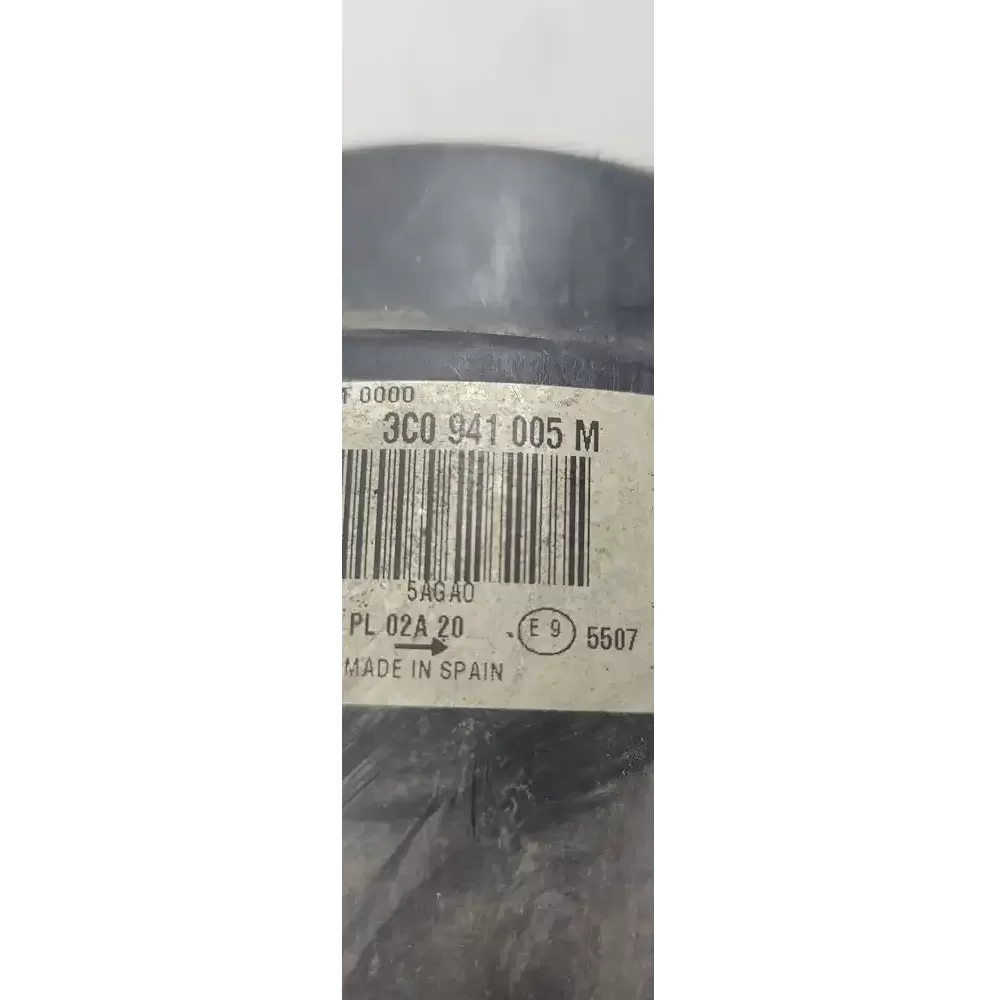 T 0000
3C0 941 005 M
5AGA0
PL 02A 20 E 9 5507
MADE IN SPAIN